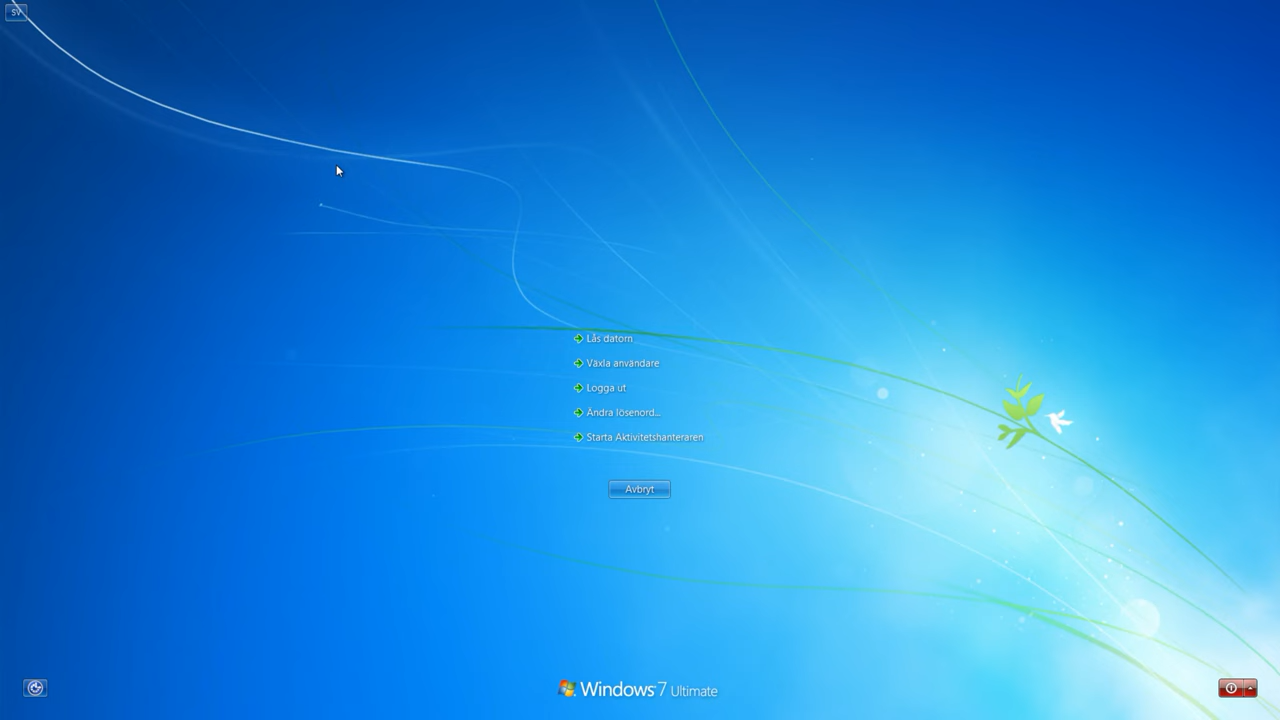 SV
Lås datorn
Växla användare
Logga ut
Ändra lösenord...
Starta Aktivitetshanteraren
Avbryt
Windows 7 Ultimate